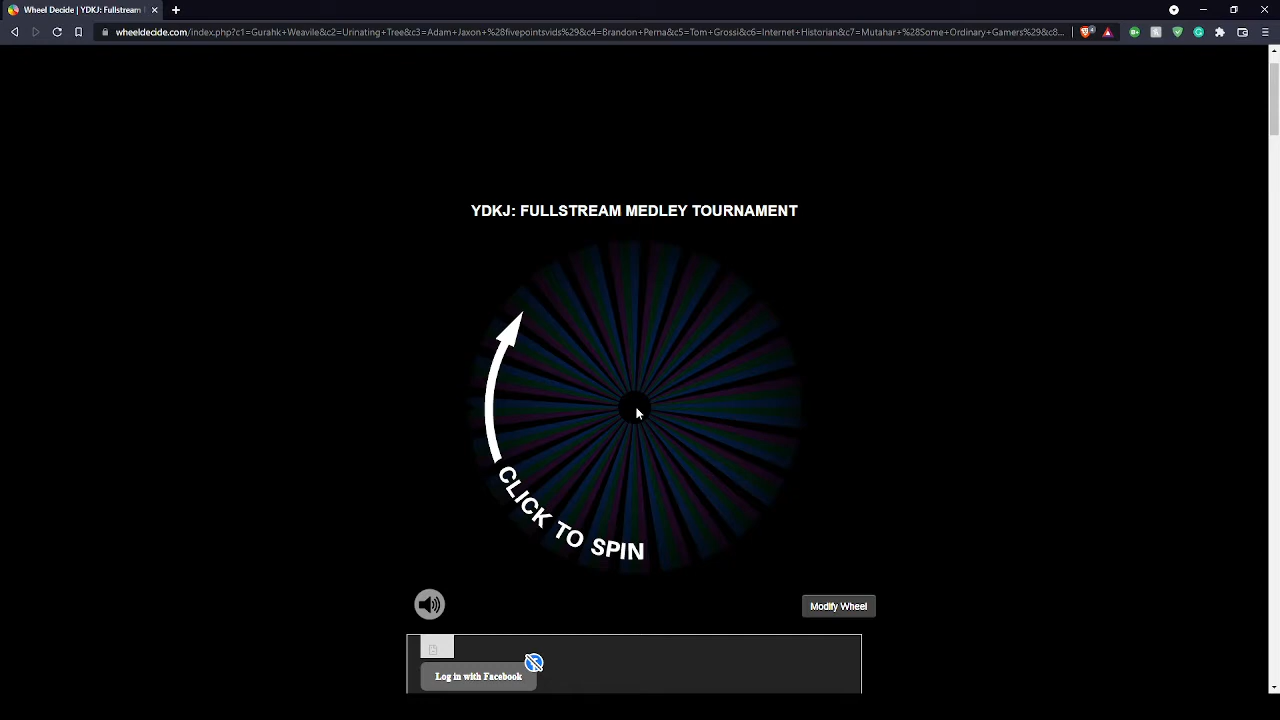 Wheel Decide | YDKJ: Fullstream
wheeldecide.com/index.php?c1=Gurahk+Weavile&c2=Urinating+Tree&c3=Adam+Jaxon+%28fivepointsvids%29&c4=Brandon+Perna&c5=Tom+Grossi&c6=Internet+Historian&c7=Mutahar+%28Some+Ordinary+Gamers%29&c8...
YDKJ: FULLSTREAM MEDLEY TOURNAMENT
CLICK TO SPIN
Modify Wheel
Log in with Facebook